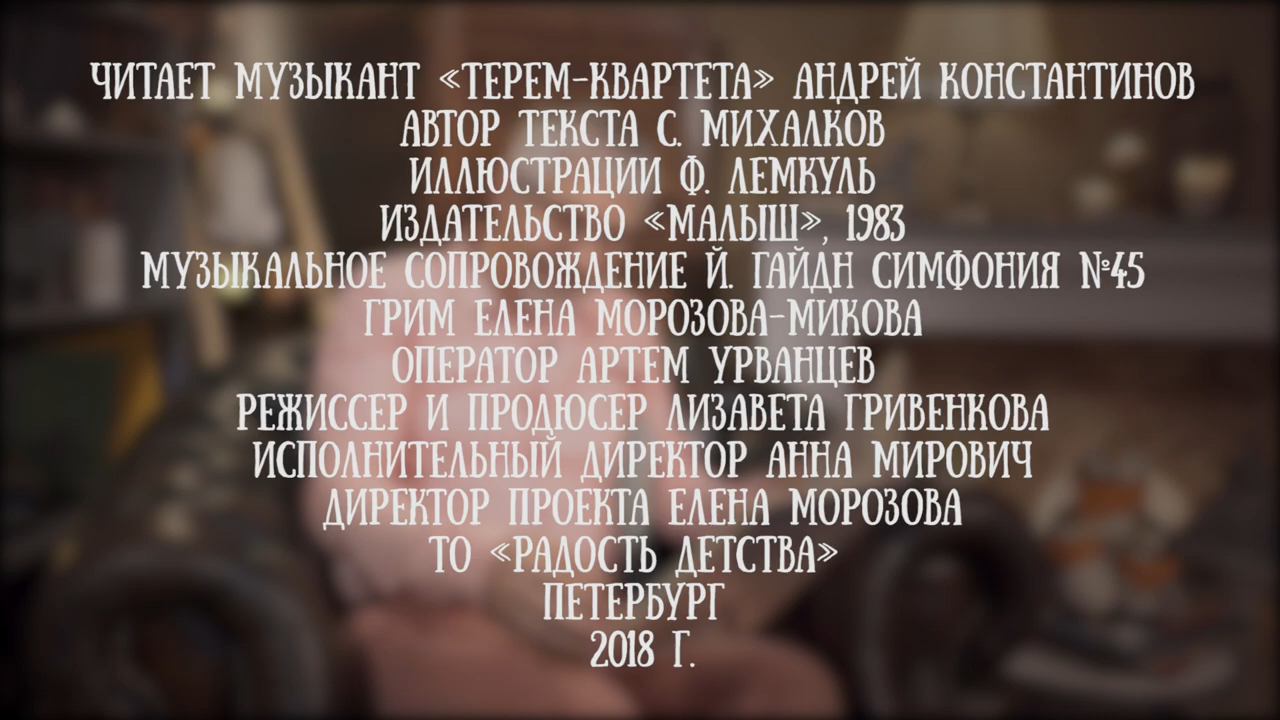 ЧИТАЕТ МУЗЫКАНТ «ТЕРЕМ-КВАРТЕТА» АНДРЕЙ КОНСТАНТИНОВ
АВТОР ТЕКСТА С. МИХАЛКОВ
ИЛЛЮСТРАЦИИ Ф. ЛЕМКУЛЬ
ИЗДАТЕЛЬСТВО «МАЛЫШ», 1983
МУЗЫКАЛЬНОЕ СОПРОВОЖДЕНИЕ Й. ГАЙДН СИМФОНИЯ №45
ГРИМ ЕЛЕНА МОРОЗОВА-МИКОВА
ОПЕРАТОР АРТЕМ УРВАНЦЕВ
РЕЖИССЕР И ПРОДЮСЕР ЛИЗАВЕТА ГРИВЕНКОВА
ИСПОЛНИТЕЛЬНЫЙ ДИРЕКТОР АННА МИРОВИЧ
ДИРЕКТОР ПРОЕКТА ЕЛЕНА МОРОЗОВА
ТО «РАДОСТЬ ДЕТСТВА»
ПЕТЕРБУРГ
2018 Г.